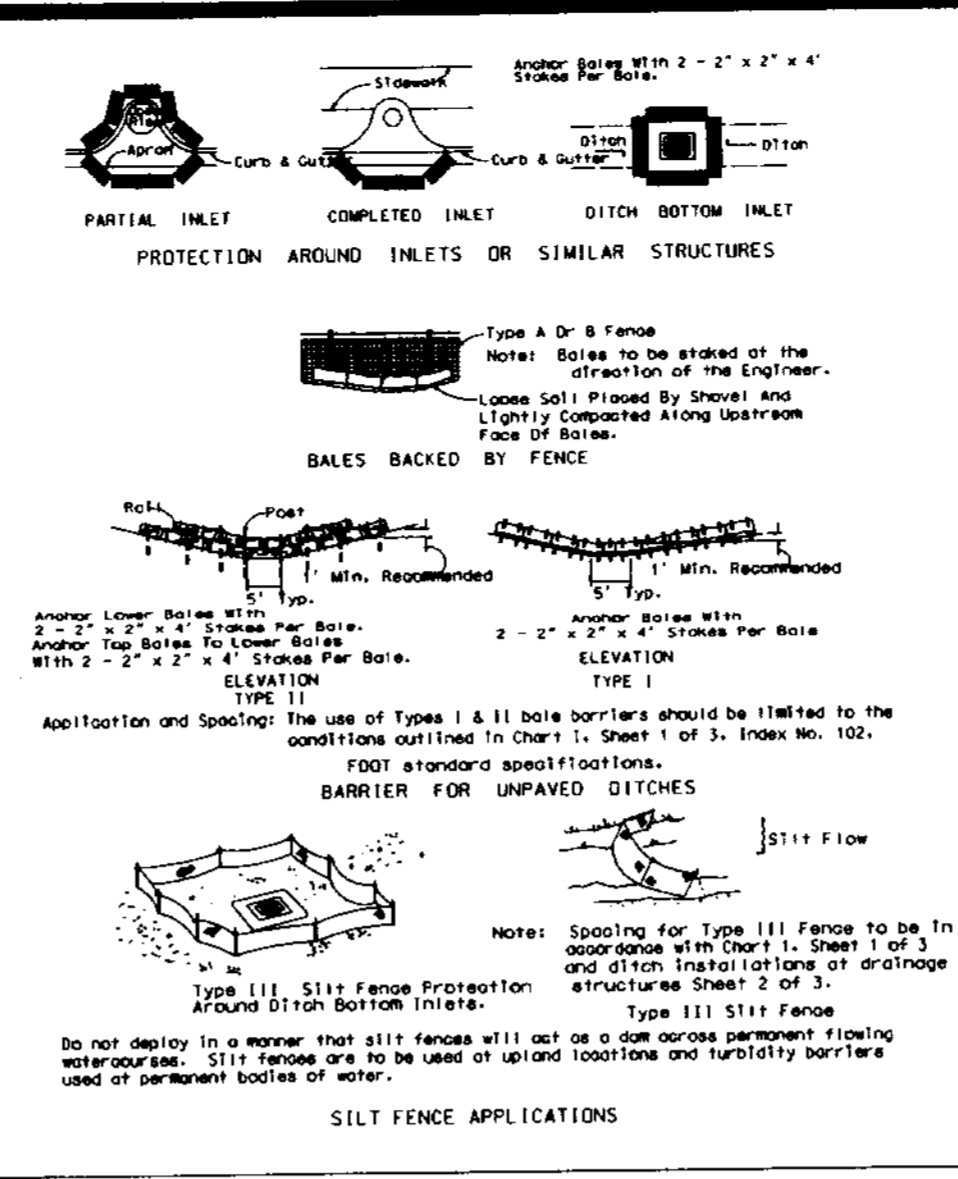 Anchor Bales With 2 - 2" x 2" x 4'
Stakes Per Bale.
Sidewalk
Apron
Curb & Gutter
Curb & Gutter
Ditch
Ditch
PARTIAL INLET
COMPLETED INLET
DITCH BOTTOM INLET
PROTECTION AROUND INLETS OR SIMILAR STRUCTURES
Type A Or B Fence
Note: Bales to be staked at the
direction of the Engineer.
Loose Soil Placed By Shovel And
Lightly Compacted Along Upstream
Face Of Bales.
BALES BACKED BY FENCE
Rail
Post
1' Min. Recommended
5' Typ.
Anchor Lower Bales With
2 - 2" x 2" x 4' Stakes Per Bale.
Anchor Top Bales To Lower Bales
With 2 - 2" x 2" x 4' Stakes Per Bale.
ELEVATION
TYPE II
1' Min. Recommended
5' Typ.
Anchor Bales With
2 - 2" x 2" x 4' Stakes Per Bale
ELEVATION
TYPE I
Application and Spacing: The use of Types I & II bale barriers should be limited to the
conditions outlined in Chart I. Sheet 1 of 3. Index No. 102.
FDOT standard specifications.
BARRIER FOR UNPAVED DITCHES
Silt Flow
Type III Silt Fence Protection
Around Ditch Bottom Inlets.
Note: Spacing for Type III Fence to be in
accordance with Chart 1. Sheet 1 of 3
and ditch installations at drainage
structures Sheet 2 of 3.
Type III Silt Fence
Do not deploy in a manner that silt fences will act as a dam across permanent flowing
watercourses. Silt fences are to be used at upland locations and turbidity barriers
used at permanent bodies of water.
SILT FENCE APPLICATIONS